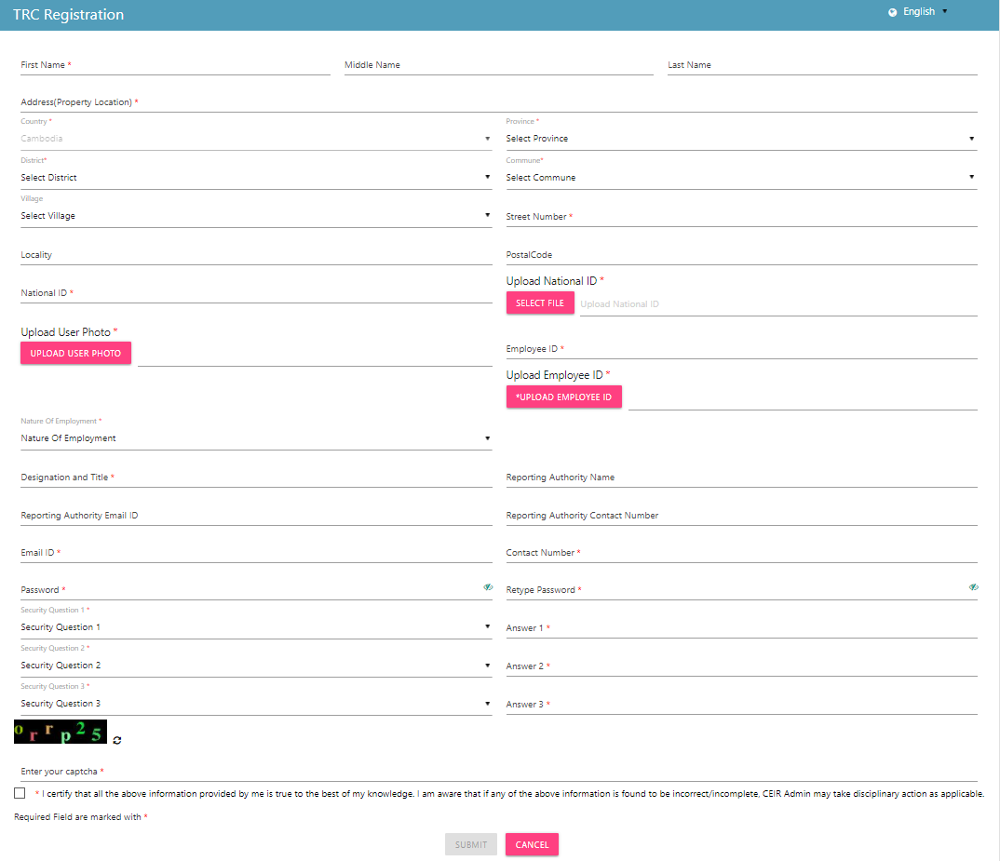 TRC Registration English
First Name * Middle Name Last Name
Address(Property Location) *
Country * Province *
Cambodia Select Province
District* Commune*
Select District Select Commune
Village
Select Village Street Number *
Locality PostalCode
Upload National ID *
National ID *
SELECT FILE Upload National ID
Upload User Photo *
UPLOAD USER PHOTO Employee ID *
Upload Employee ID *
*UPLOAD EMPLOYEE ID
Nature Of Employment *
Nature Of Employment
Designation and Title * Reporting Authority Name
Reporting Authority Email ID Reporting Authority Contact Number
Email ID * Contact Number *
Password * Retype Password *
Security Question 1 *
Security Question 1 Answer 1 *
Security Question 2 *
Security Question 2 Answer 2 *
Security Question 3 *
Security Question 3 Answer 3 *
orrp25
Enter your captcha *
* I certify that all the above information provided by me is true to the best of my knowledge. I am aware that if any of the above information is found to be incorrect/incomplete, CEIR Admin may take disciplinary action as applicable.
Required Field are marked with *
SUBMIT CANCEL